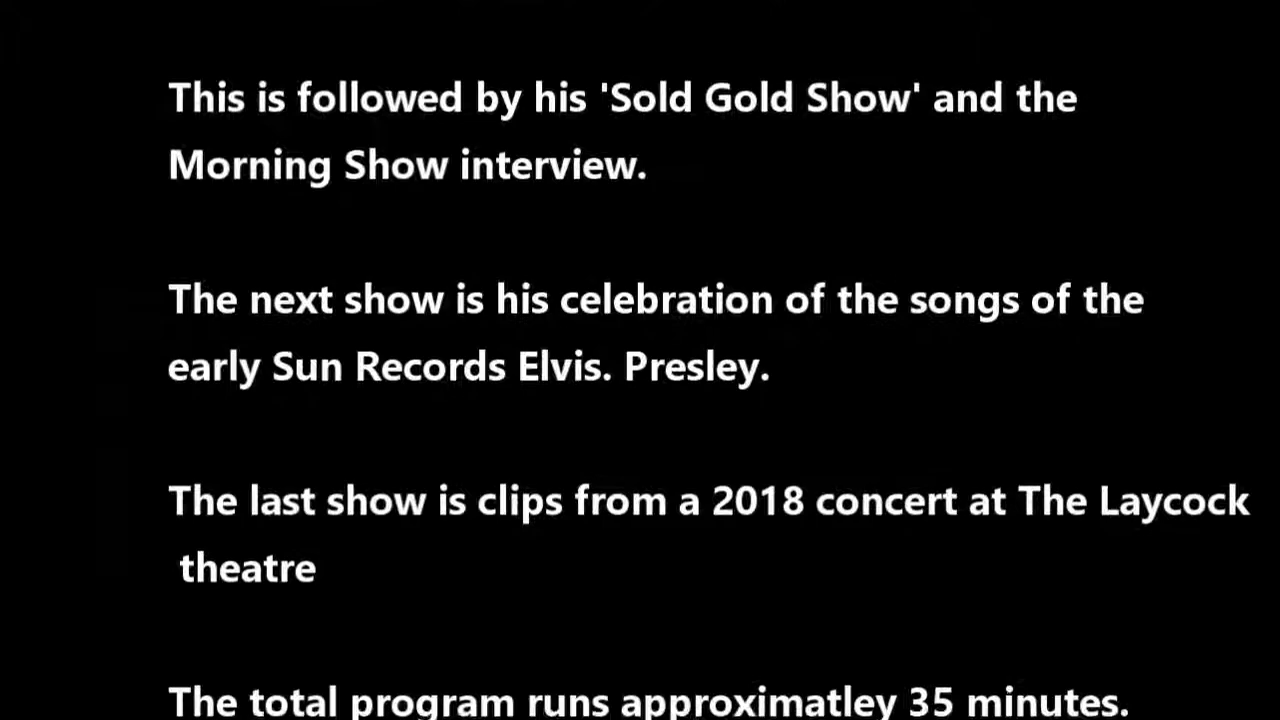 This is followed by his 'Sold Gold Show' and the
Morning Show interview.
The next show is his celebration of the songs of the
early Sun Records Elvis. Presley.
The last show is clips from a 2018 concert at The Laycock
theatre
The total program runs approximatley 35 minutes.